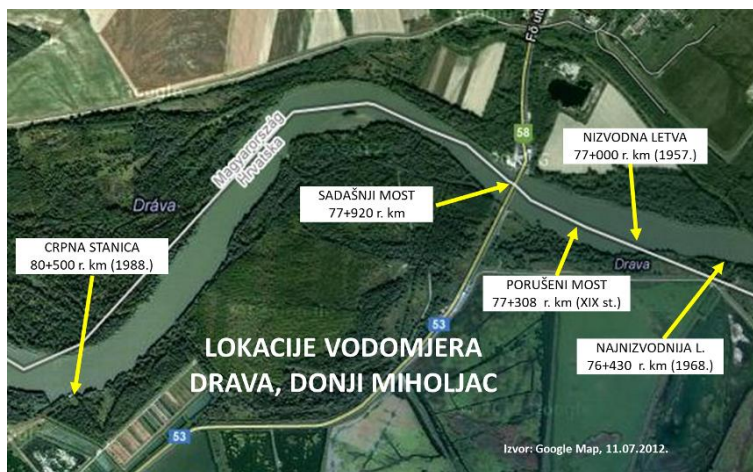 Fő utca
58
Magyarország
Hrvatska
NIZVODNA LETVA
77+000 r. km (1957.)
SADAŠNJI MOST
77+920 r. km
Dráva
CRPNA STANICA
80+500 r. km (1988.)
Drava
PORUŠENI MOST
77+308 r. km (XIX st.)
53
LOKACIJE VODOMJERA
DRAVA, DONJI MIHOLJAC
NAJNIZVODNIJA L.
76+430 r. km (1968.)
53
Izvor: Google Map, 11.07.2012.